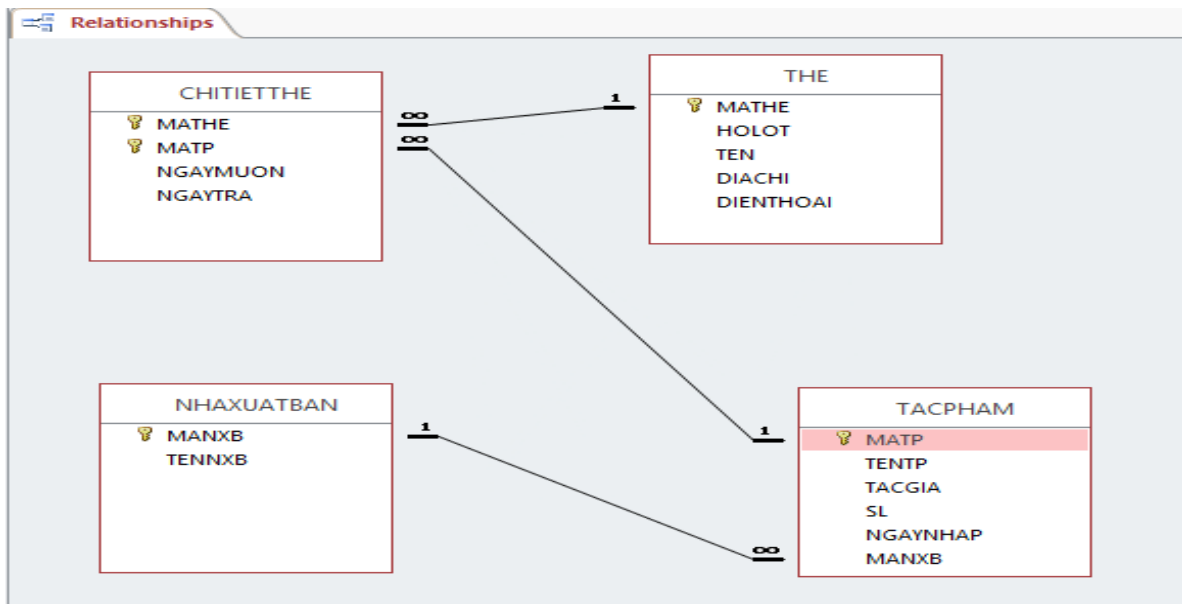 Relationships
CHITIETTHE
MATHE
MATP
NGAYMUON
NGAYTRA
∞
∞
1
THE
MATHE
HOLOT
TEN
DIACHI
DIENTHOAI
NHAXUATBAN
MANXB
TENNXB
1
1
∞
TACPHAM
MATP
TENTP
TACGIA
SL
NGAYNHAP
MANXB